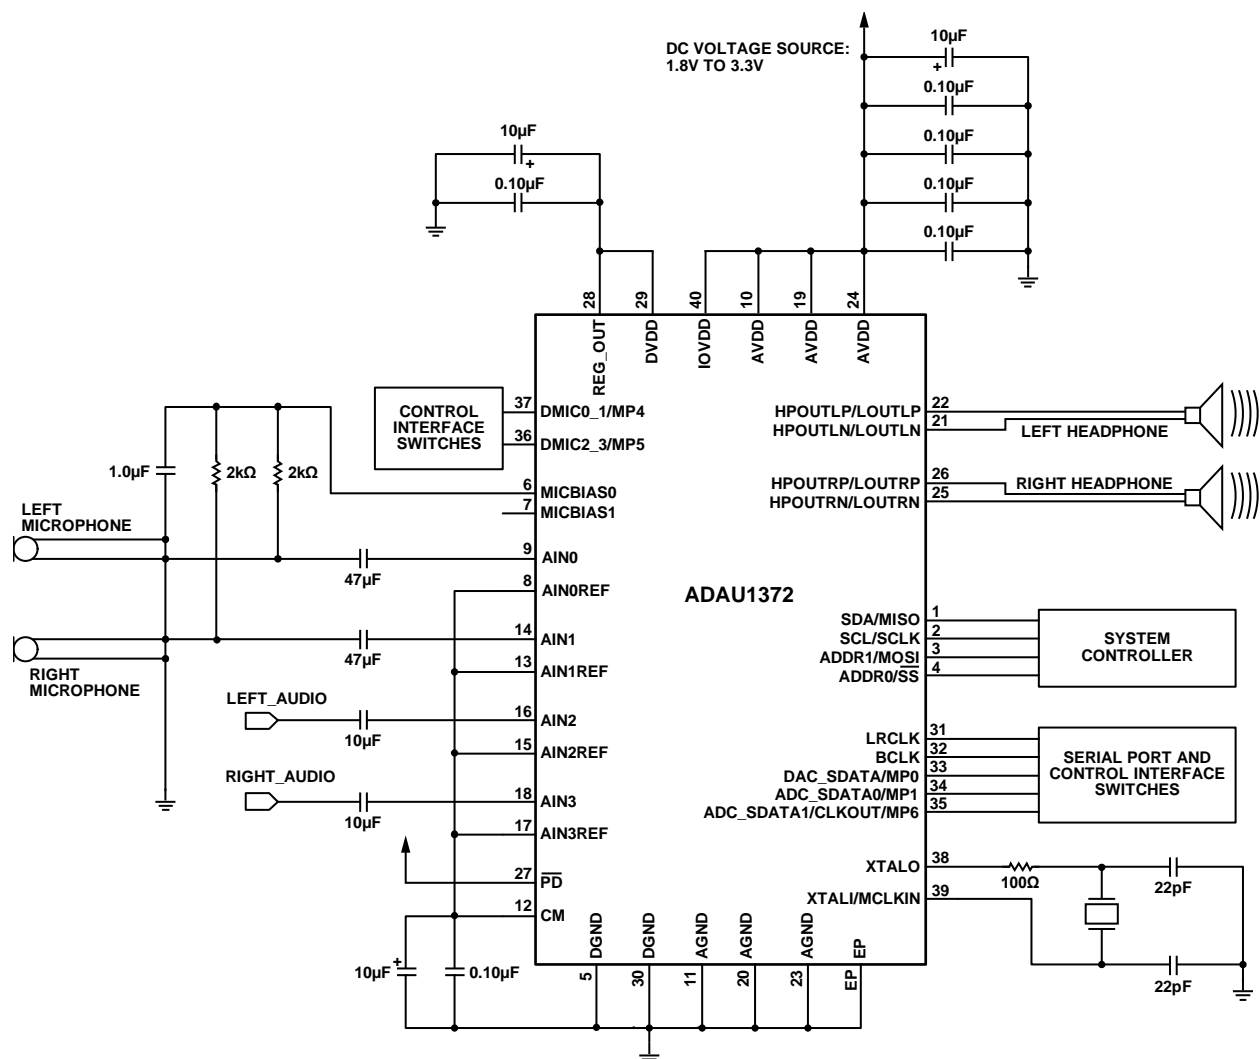 DC VOLTAGE SOURCE:
1.8V TO 3.3V
10µF
+
0.10µF
0.10µF
0.10µF
0.10µF
10µF
+
0.10µF
28
29
40
10
19
24
REG_OUT
DVDD
IOVDD
AVDD
AVDD
AVDD
CONTROL
INTERFACE
SWITCHES
37
DMIC0_1/MP4
36
DMIC2_3/MP5
1.0µF
2kΩ
2kΩ
6
MICBIAS0
7
MICBIAS1
LEFT
MICROPHONE
9
AIN0
47µF
8
AIN0REF
14
AIN1
47µF
13
AIN1REF
RIGHT
MICROPHONE
LEFT_AUDIO
16
AIN2
10µF
15
AIN2REF
RIGHT_AUDIO
18
AIN3
10µF
17
AIN3REF
27
PD
12
CM
10µF
+
0.10µF
ADAU1372
HPOUTLP/LOUTLP
22
HPOUTLN/LOUTLN
21
LEFT HEADPHONE
HPOUTRP/LOUTRP
26
RIGHT HEADPHONE
HPOUTRN/LOUTRN
25
SDA/MISO
1
SCL/SCLK
2
ADDR1/MOSI
3
ADDR0/SS
4
SYSTEM
CONTROLLER
LRCLK
31
BCLK
32
DAC_SDATA/MP0
33
ADC_SDATA0/MP1
34
ADC_SDATA1/CLKOUT/MP6
35
SERIAL PORT AND
CONTROL INTERFACE
SWITCHES
XTALO
38
100Ω
22pF
XTALI/MCLKIN
39
22pF
DGND
DGND
AGND
AGND
AGND
EP
5
30
11
20
23
EP